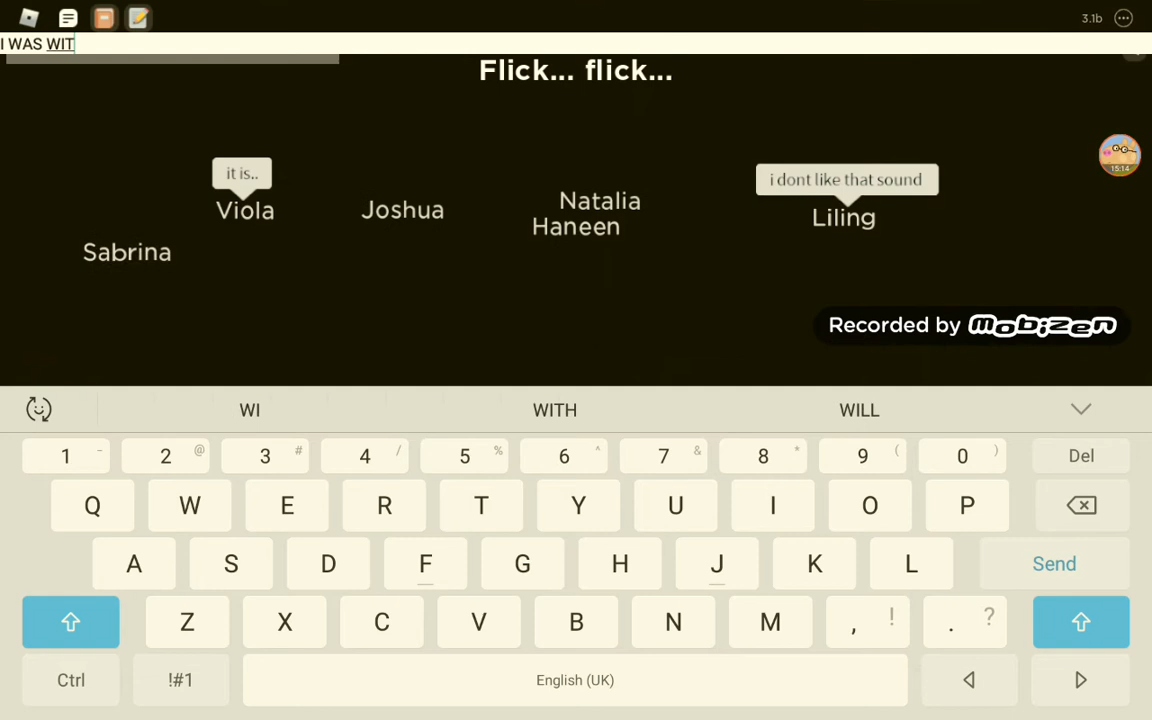 3.1b
I WAS WIT
Flick... flick...
it is..
i dont like that sound
15:14
Viola
Joshua
Natalia
Haneen
Liling
Sabrina
Recorded by mobizen
WI WITH WILL
1 - 2 @ 3 # 4 / 5 % 6 ^ 7 & 8 * 9 ( 0 ) Del
Q W E R T Y U I O P
A S D F G H J K L Send
Z X C V B N M , ! . ?
Ctrl !#1 English (UK)